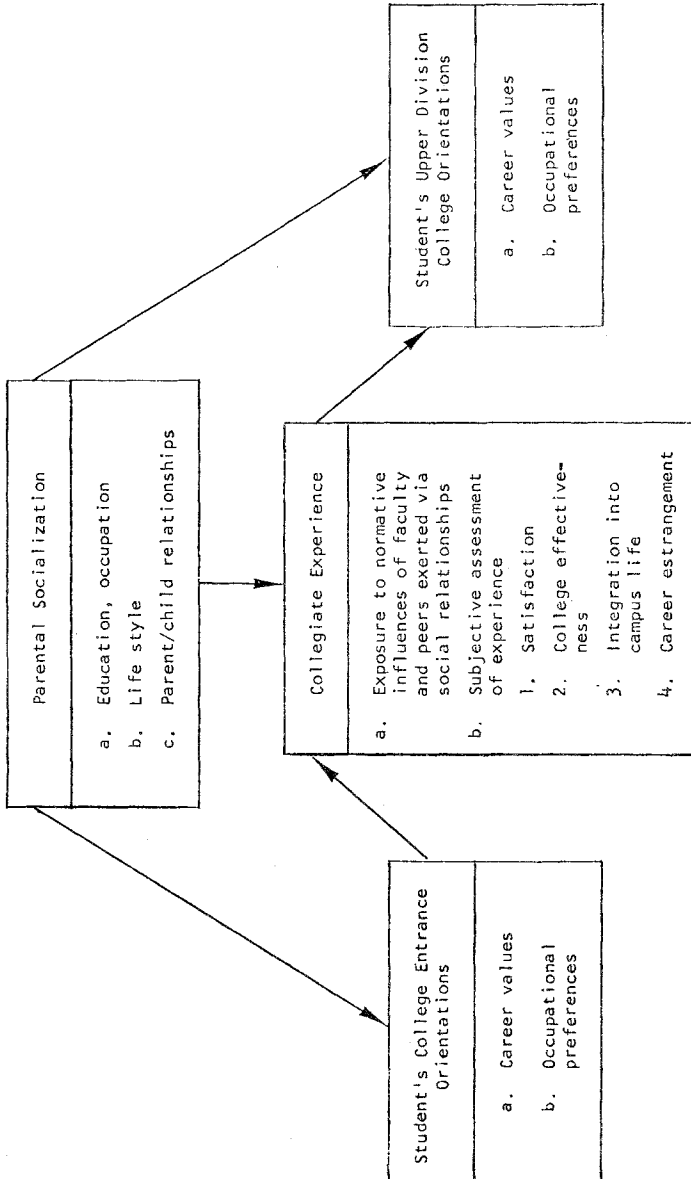 Parental Socialization
a. Education, occupation
b. Life style
c. Parent/child relationships
Student's College Entrance
Orientations
a. Career values
b. Occupational
preferences
Collegiate Experience
a. Exposure to normative
influences of faculty
and peers exerted via
social relationships
b. Subjective assessment
of experience
1. Satisfaction
2. College effective-
ness
3. Integration into
campus life
4. Career estrangement
Student's Upper Division
College Orientations
a. Career values
b. Occupational
preferences